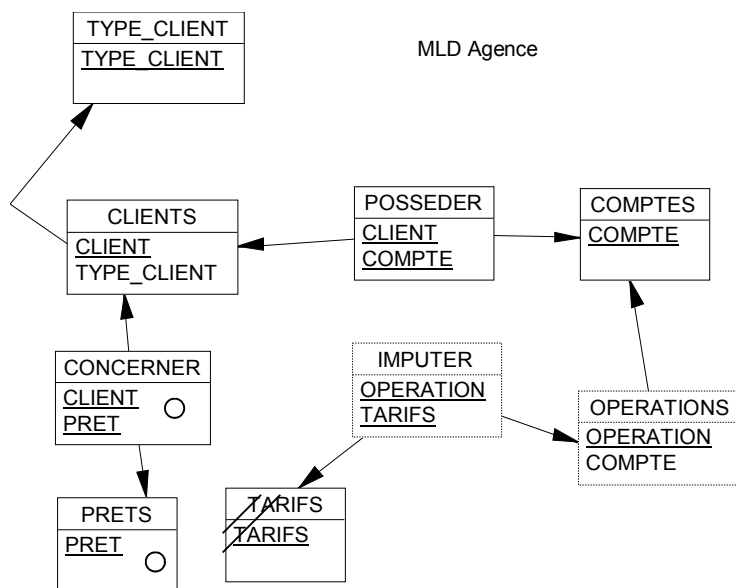 TYPE_CLIENT
TYPE_CLIENT
MLD Agence
CLIENTS
CLIENT
TYPE_CLIENT
POSSEDER
CLIENT
COMPTE
COMPTES
COMPTE
CONCERNER
CLIENT
PRET
IMPUTER
OPERATION
TARIFS
OPERATIONS
OPERATION
COMPTE
PRETS
PRET
TARIFS
TARIFS